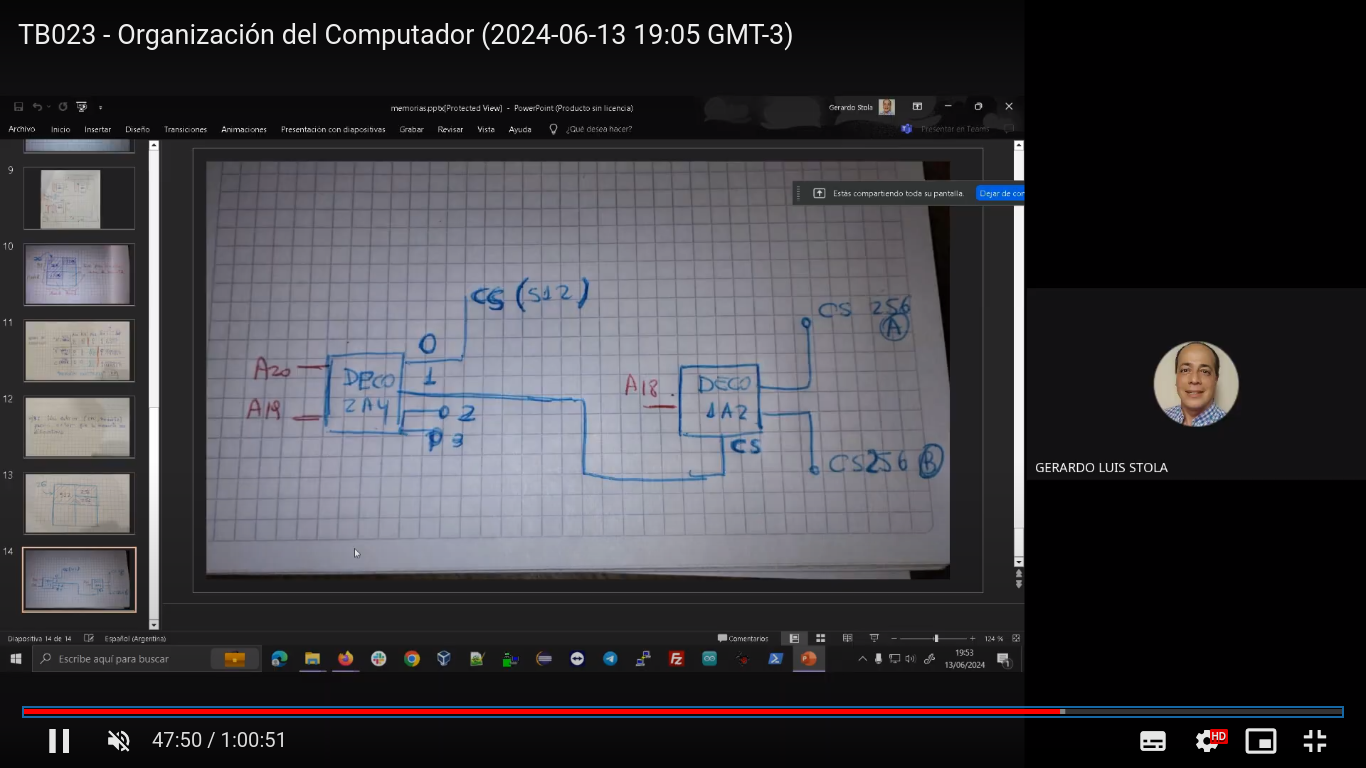 TB023 - Organización del Computador (2024-06-13 19:05 GMT-3)
memorias.pptx[Protected View] - PowerPoint (Producto sin licencia)
Gerardo Stola
Archivo Inicio Insertar Diseño Transiciones Animaciones Presentación con diapositivas Grabar Revisar Vista Ayuda ¿Qué desea hacer? Presentar en Teams
Estás compartiendo toda su pantalla. Dejar de com
9
10
11
12
13
14
CS (512)
0
A20
DECO
1
A19
2A4
2
3
CS 256
A
A18
DECO
1A2
CS
CS256 B
GERARDO LUIS STOLA
Diapositiva 14 de 14 Español (Argentina) Comentarios 124 %
Escribe aquí para buscar
19:53
13/06/2024
1
47:50 / 1:00:51
HD